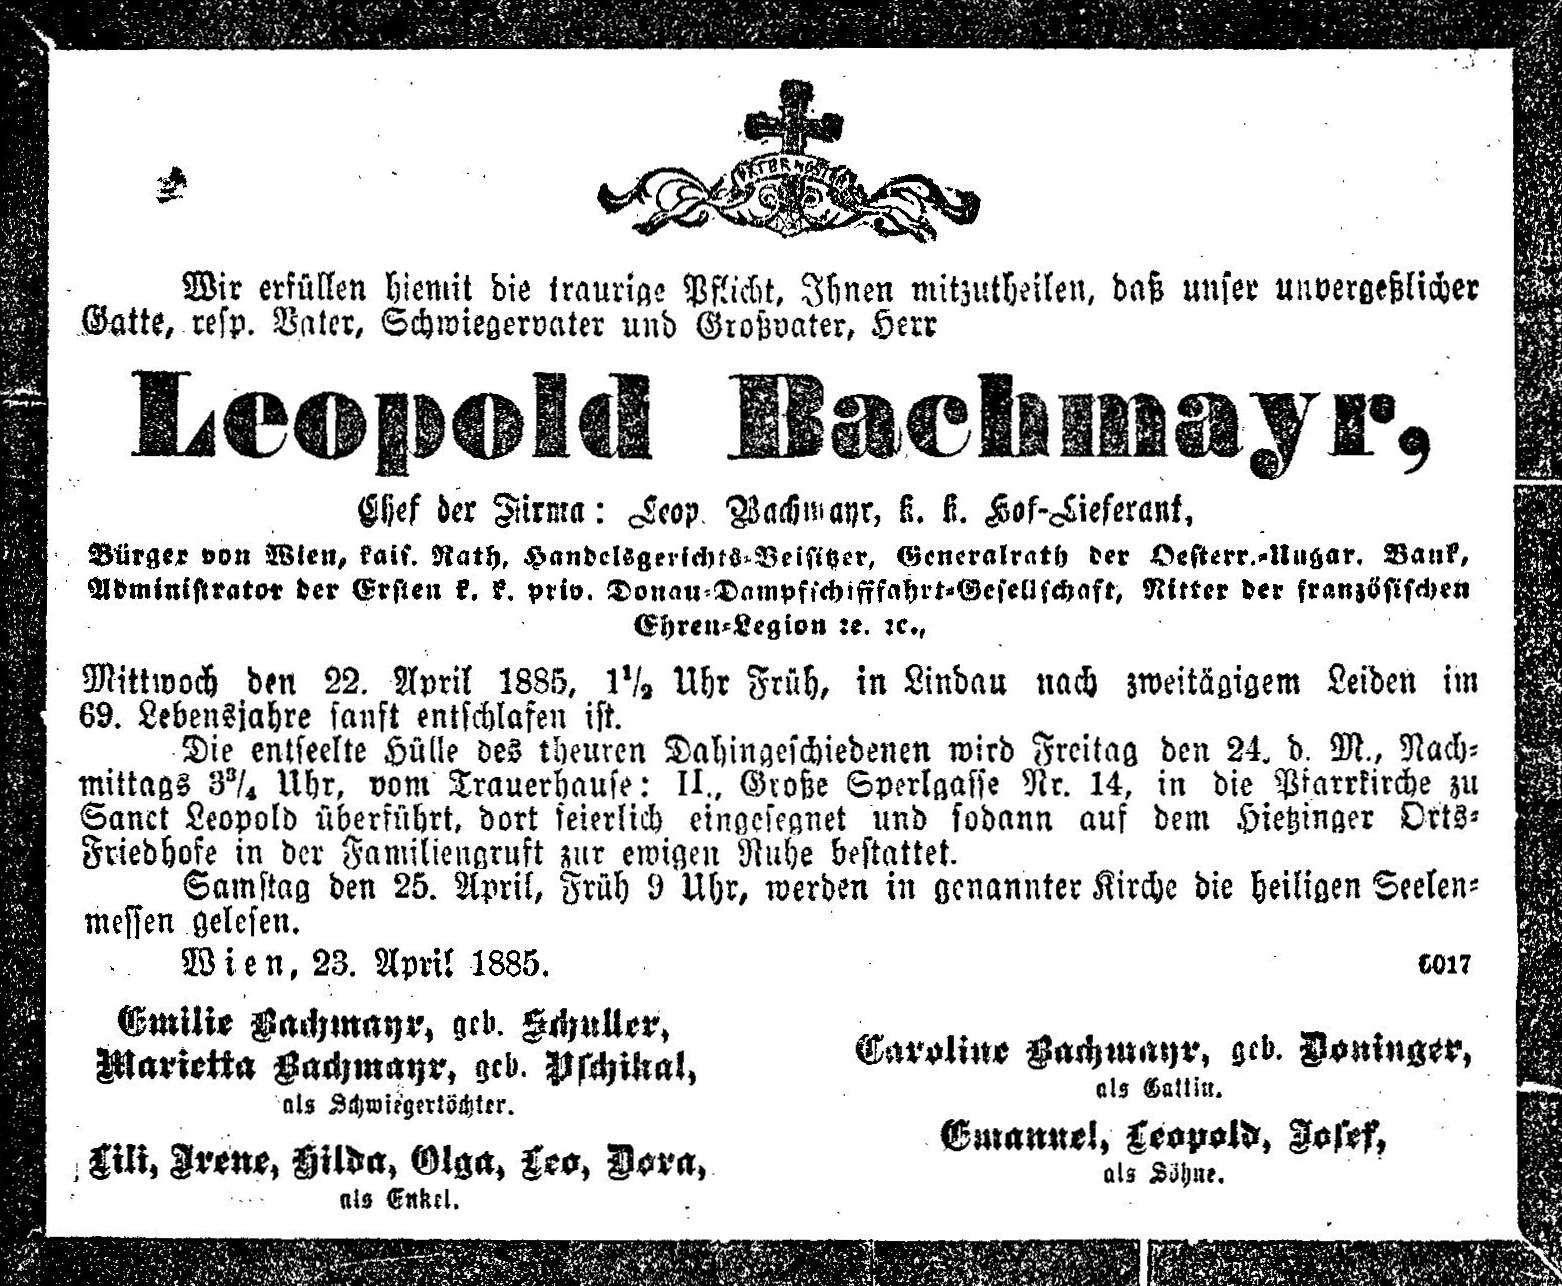 PATER NOSTER
Wir erfüllen hiemit die traurige Pflicht, Ihnen mitzutheilen, daß unser unvergeßlicher
Gatte, resp. Vater, Schwiegervater und Großvater, Herr
Leopold Bachmayr,
Chef der Firma: Leop. Bachmayr, k. k. Hof-Lieferant,
Bürger von Wien, kais. Rath, Handelsgerichts-Beisitzer, Generalrath der Oesterr.-Ungar. Bank,
Administrator der Ersten k. k. priv. Donau-Dampfschifffahrt-Gesellschaft, Ritter der französischen
Ehren-Legion ꝛc. ꝛc.,
Mittwoch den 22. April 1885, 1½ Uhr Früh, in Lindau nach zweitägigem Leiden im
69. Lebensjahre sanft entschlafen ist.
Die entseelte Hülle des theuren Dahingeschiedenen wird Freitag den 24. d. M., Nach-
mittags 3¾ Uhr, vom Trauerhause: II., Große Sperlgasse Nr. 14, in die Pfarrkirche zu
Sanct Leopold überführt, dort feierlich eingesegnet und sodann auf dem Hietzinger Orts-
Friedhofe in der Familiengruft zur ewigen Ruhe bestattet.
Samstag den 25. April, Früh 9 Uhr, werden in genannter Kirche die heiligen Seelen-
messen gelesen.
Wien, 23. April 1885.
6017
Emilie Bachmayr, geb. Schuller,
Marietta Bachmayr, geb. Pschikal,
als Schwiegertöchter.
Lili, Irene, Hilda, Olga, Leo, Dora,
als Enkel.
Caroline Bachmayr, geb. Doninger,
als Gattin.
Emanuel, Leopold, Josef,
als Söhne.